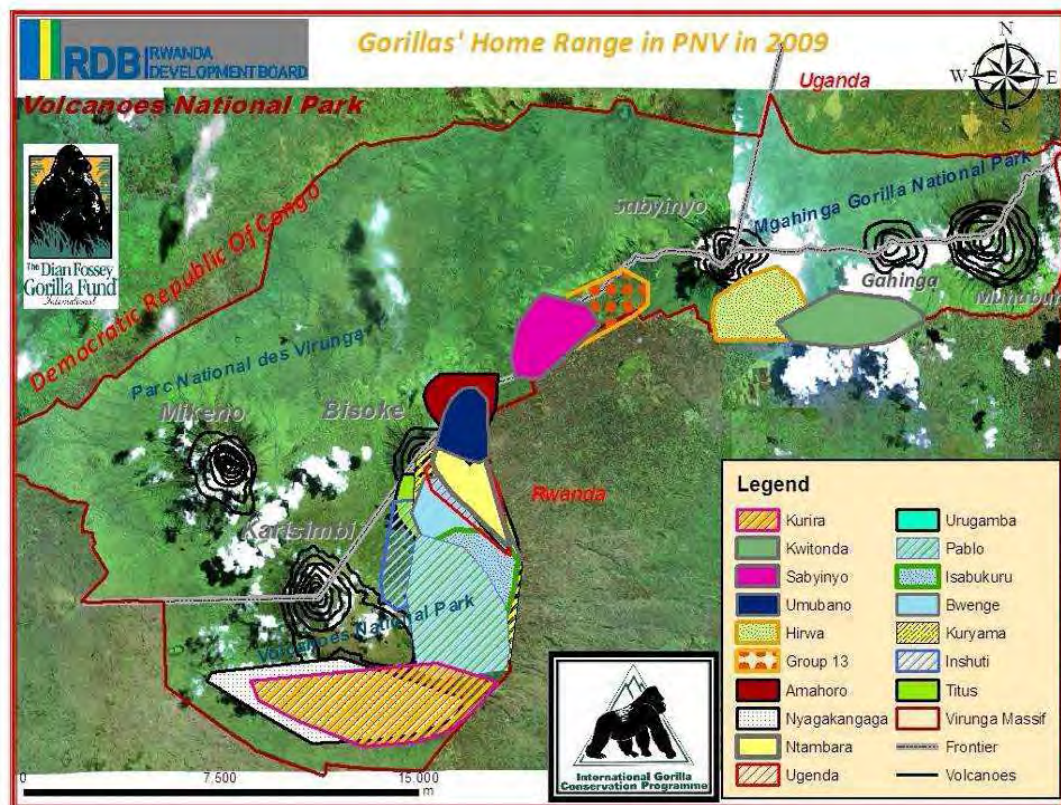 RDB RWANDA
DEVELOPMENT BOARD
Gorillas' Home Range in PNV in 2009
N
W E
S
Uganda
Volcanoes National Park
The Dian Fossey
Gorilla Fund
International
Democratic Republic Of Congo
Parc National des Virunga
Mgahinga Gorilla National Park
Sabyinyo
Gahinga
Muhabura
Mikeno
Bisoke
Karisimbi
Rwanda
Volcanoes National Park
0 7,500 15,000
m
International Gorilla
Conservation Programme
Legend
Kurira
Kwitonda
Sabyinyo
Umubano
Hirwa
Group 13
Amahoro
Nyagakangaga
Ntambara
Ugenda
Urugamba
Pablo
Isabukuru
Bwenge
Kuryama
Inshuti
Titus
Virunga Massif
Frontier
Volcanoes